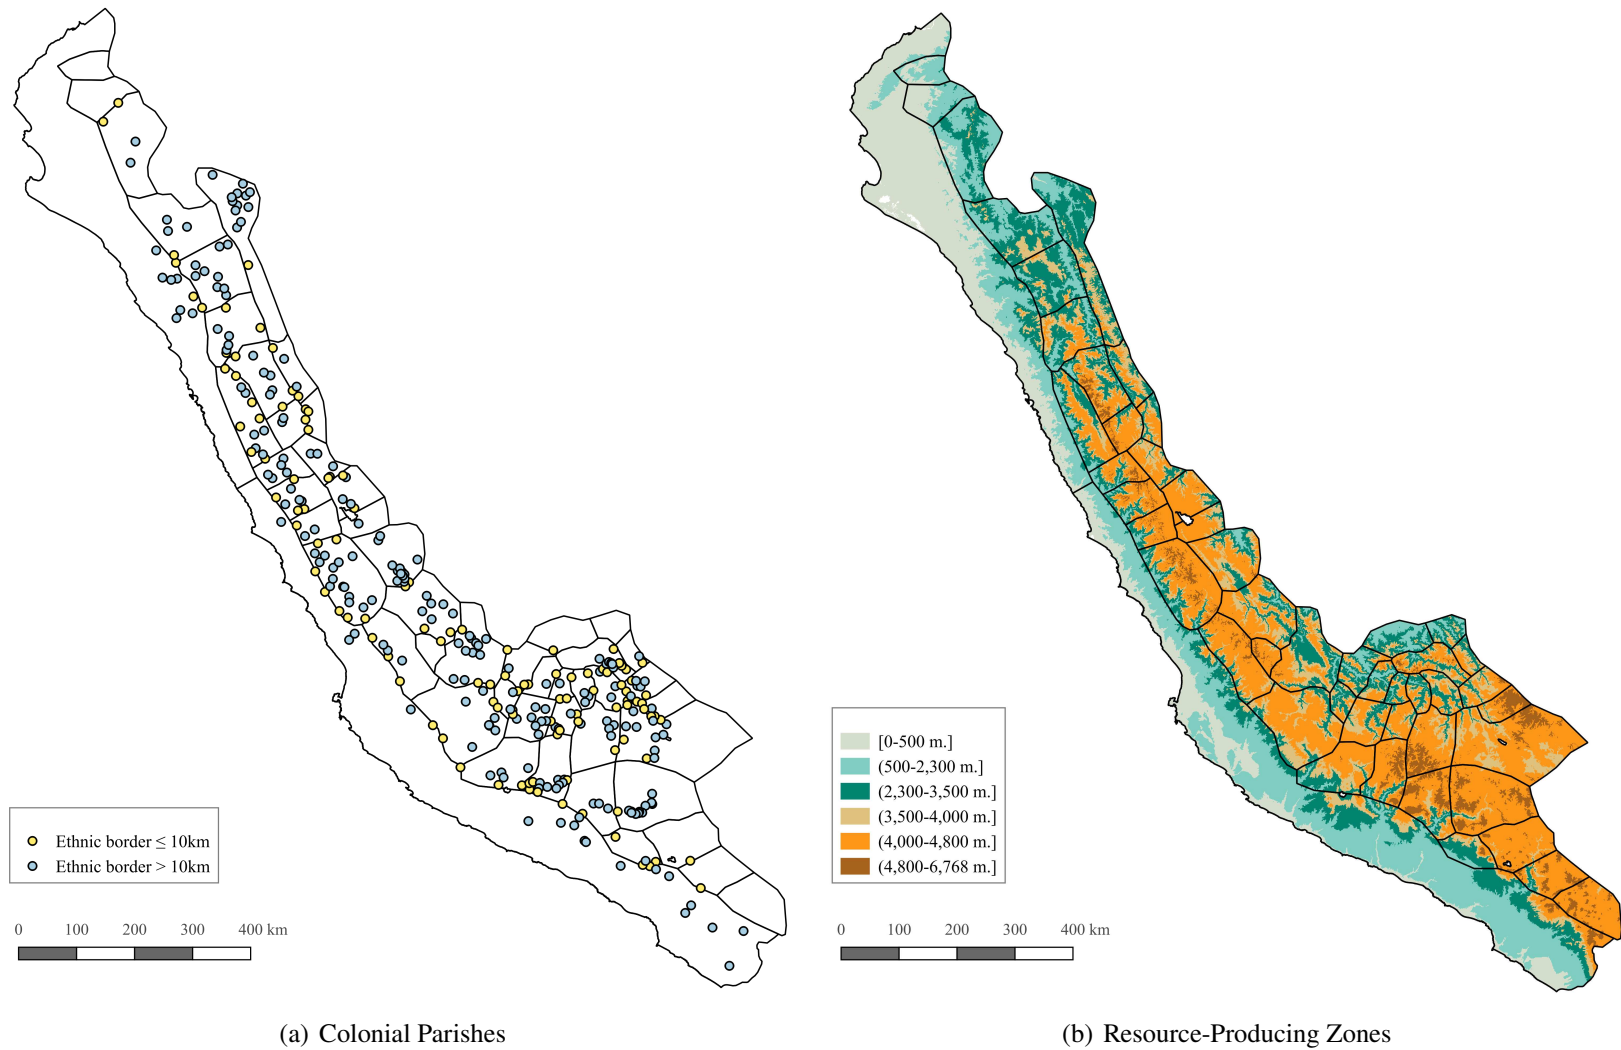 Ethnic border ≤ 10km
Ethnic border > 10km
0 100 200 300 400 km
(a) Colonial Parishes
[0-500 m.]
(500-2,300 m.]
(2,300-3,500 m.]
(3,500-4,000 m.]
(4,000-4,800 m.]
(4,800-6,768 m.]
0 100 200 300 400 km
(b) Resource-Producing Zones